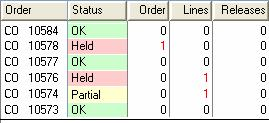 Order Status Order Lines Releases
CO 10584 OK 0 0 0
CO 10578 Held 1 0 0
CO 10577 OK 0 0 0
CO 10576 Held 0 1 0
CO 10574 Partial 0 1 0
CO 10573 OK 0 0 0